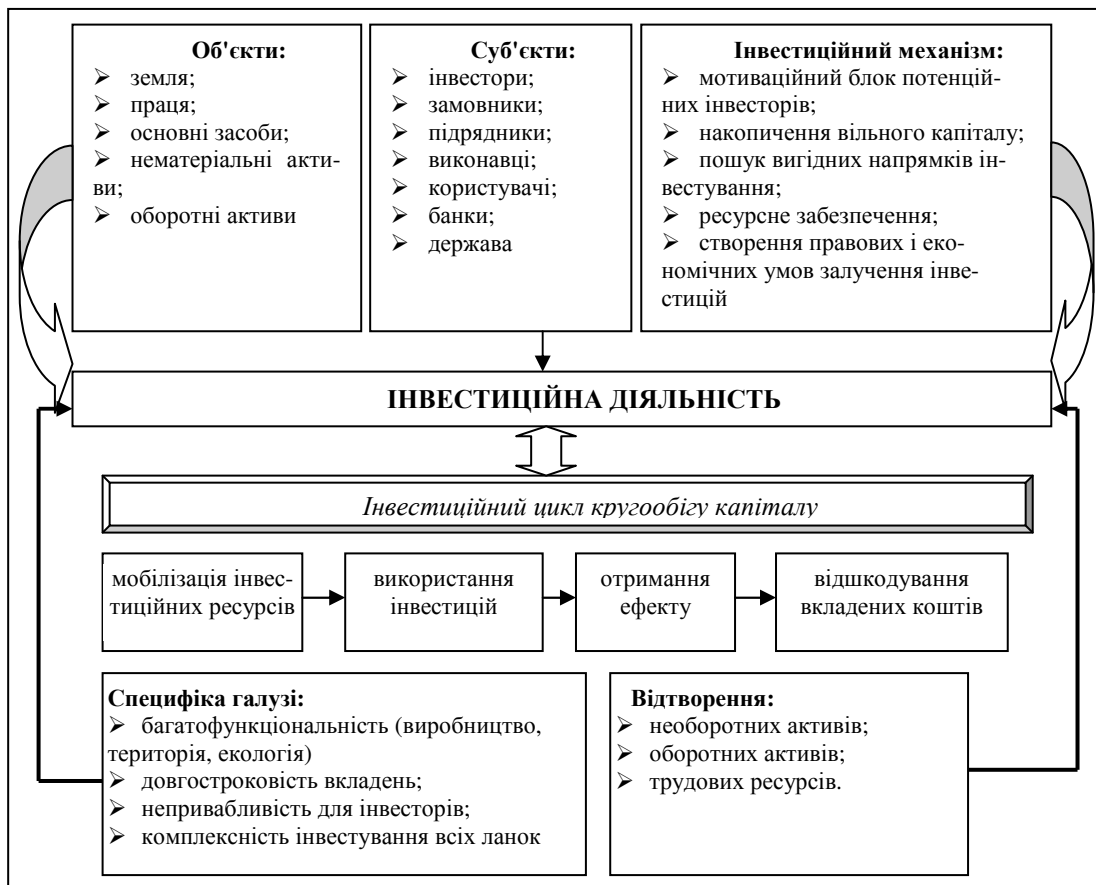 Об'єкти:
➢ земля;
➢ праця;
➢ основні засоби;
➢ нематеріальні акти-
ви;
➢ оборотні активи
Суб'єкти:
➢ інвестори;
➢ замовники;
➢ підрядники;
➢ виконавці;
➢ користувачі;
➢ банки;
➢ держава
Інвестиційний механізм:
➢ мотиваційний блок потенцій-
них інвесторів;
➢ накопичення вільного капіталу;
➢ пошук вигідних напрямків ін-
вестування;
➢ ресурсне забезпечення;
➢ створення правових і еко-
номічних умов залучення інве-
стицій
ІНВЕСТИЦІЙНА ДІЯЛЬНІСТЬ
Інвестиційний цикл кругообігу капіталу
мобілізація інвес-
тиційних ресурсів
використання
інвестицій
отримання
ефекту
відшкодування
вкладених коштів
Специфіка галузі:
➢ багатофункціональність (виробництво,
територія, екологія)
➢ довгостроковість вкладень;
➢ непривабливість для інвесторів;
➢ комплексність інвестування всіх ланок
Відтворення:
➢ необоротних активів;
➢ оборотних активів;
➢ трудових ресурсів.